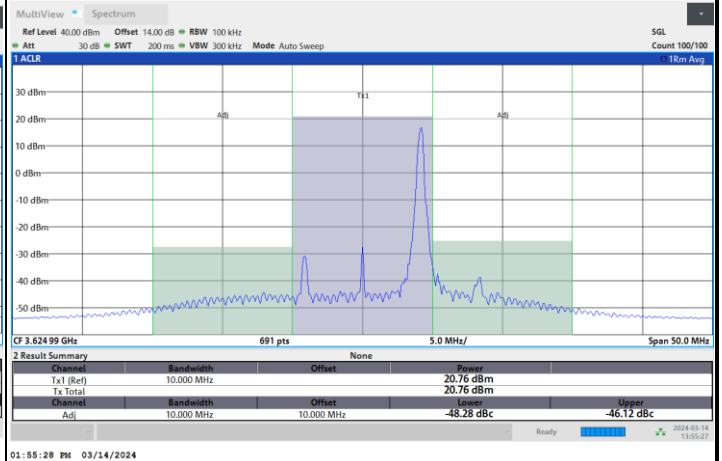 MultiView Spectrum
Ref Level 40.00 dBm Offset 14.00 dB RBW 100 kHz SGL
Att 30 dB SWT 200 ms VBW 300 kHz Mode Auto Sweep Count 100/100
1 ACLR 1Rm Avg
30 dBm
Tx1
20 dBm Adj Adj
10 dBm
0 dBm
-10 dBm
-20 dBm
-30 dBm
-40 dBm
-50 dBm
CF 3.62499 GHz 691 pts 5.0 MHz/ Span 50.0 MHz
2 Result Summary None
Channel Bandwidth Offset Power
Tx1 (Ref) 10.000 MHz 20.76 dBm
Tx Total 20.76 dBm
Channel Bandwidth Offset Lower Upper
Adj 10.000 MHz 10.000 MHz -48.28 dBc -46.12 dBc
Ready 2024-03-14
13:55:27
01:55:28 PM 03/14/2024